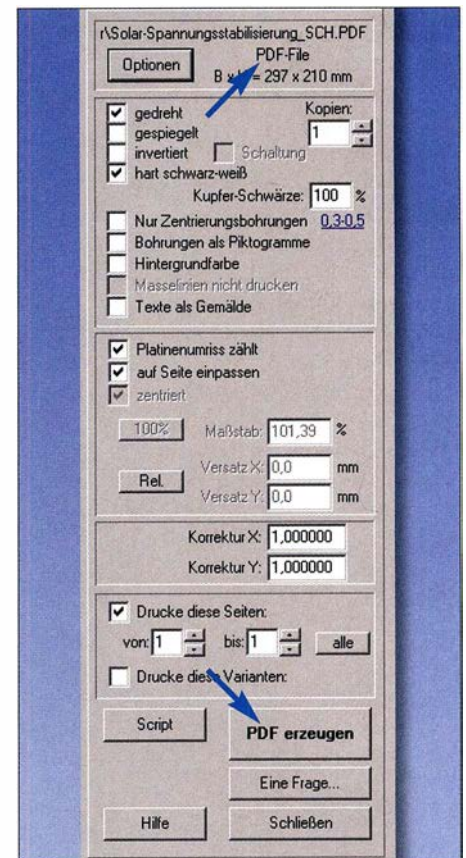 r\Solar-Spannungsstabilisierung_SCH.PDF
Optionen
PDF-File
B x = 297 x 210 mm
gedreht
Kopien:
gespiegelt
1
invertiert Schaltung
hart schwarz-weiß
Kupfer-Schwärze: 100 %
Nur Zentrierungsbohrungen 0,3-0,5
Bohrungen als Piktogramme
Hintergrundfarbe
Masselinien nicht drucken
Texte als Gemälde
Platinenumriss zählt
auf Seite einpassen
zentriert
100% Maßstab: 101,39 %
Versatz X: 0,0 mm
Rel.
Versatz Y: 0,0 mm
Korrektur X: 1,000000
Korrektur Y: 1,000000
Drucke diese Seiten:
von: 1 bis: 1 alle
Drucke diese Varianten:
Script
PDF erzeugen
Eine Frage...
Hilfe Schließen